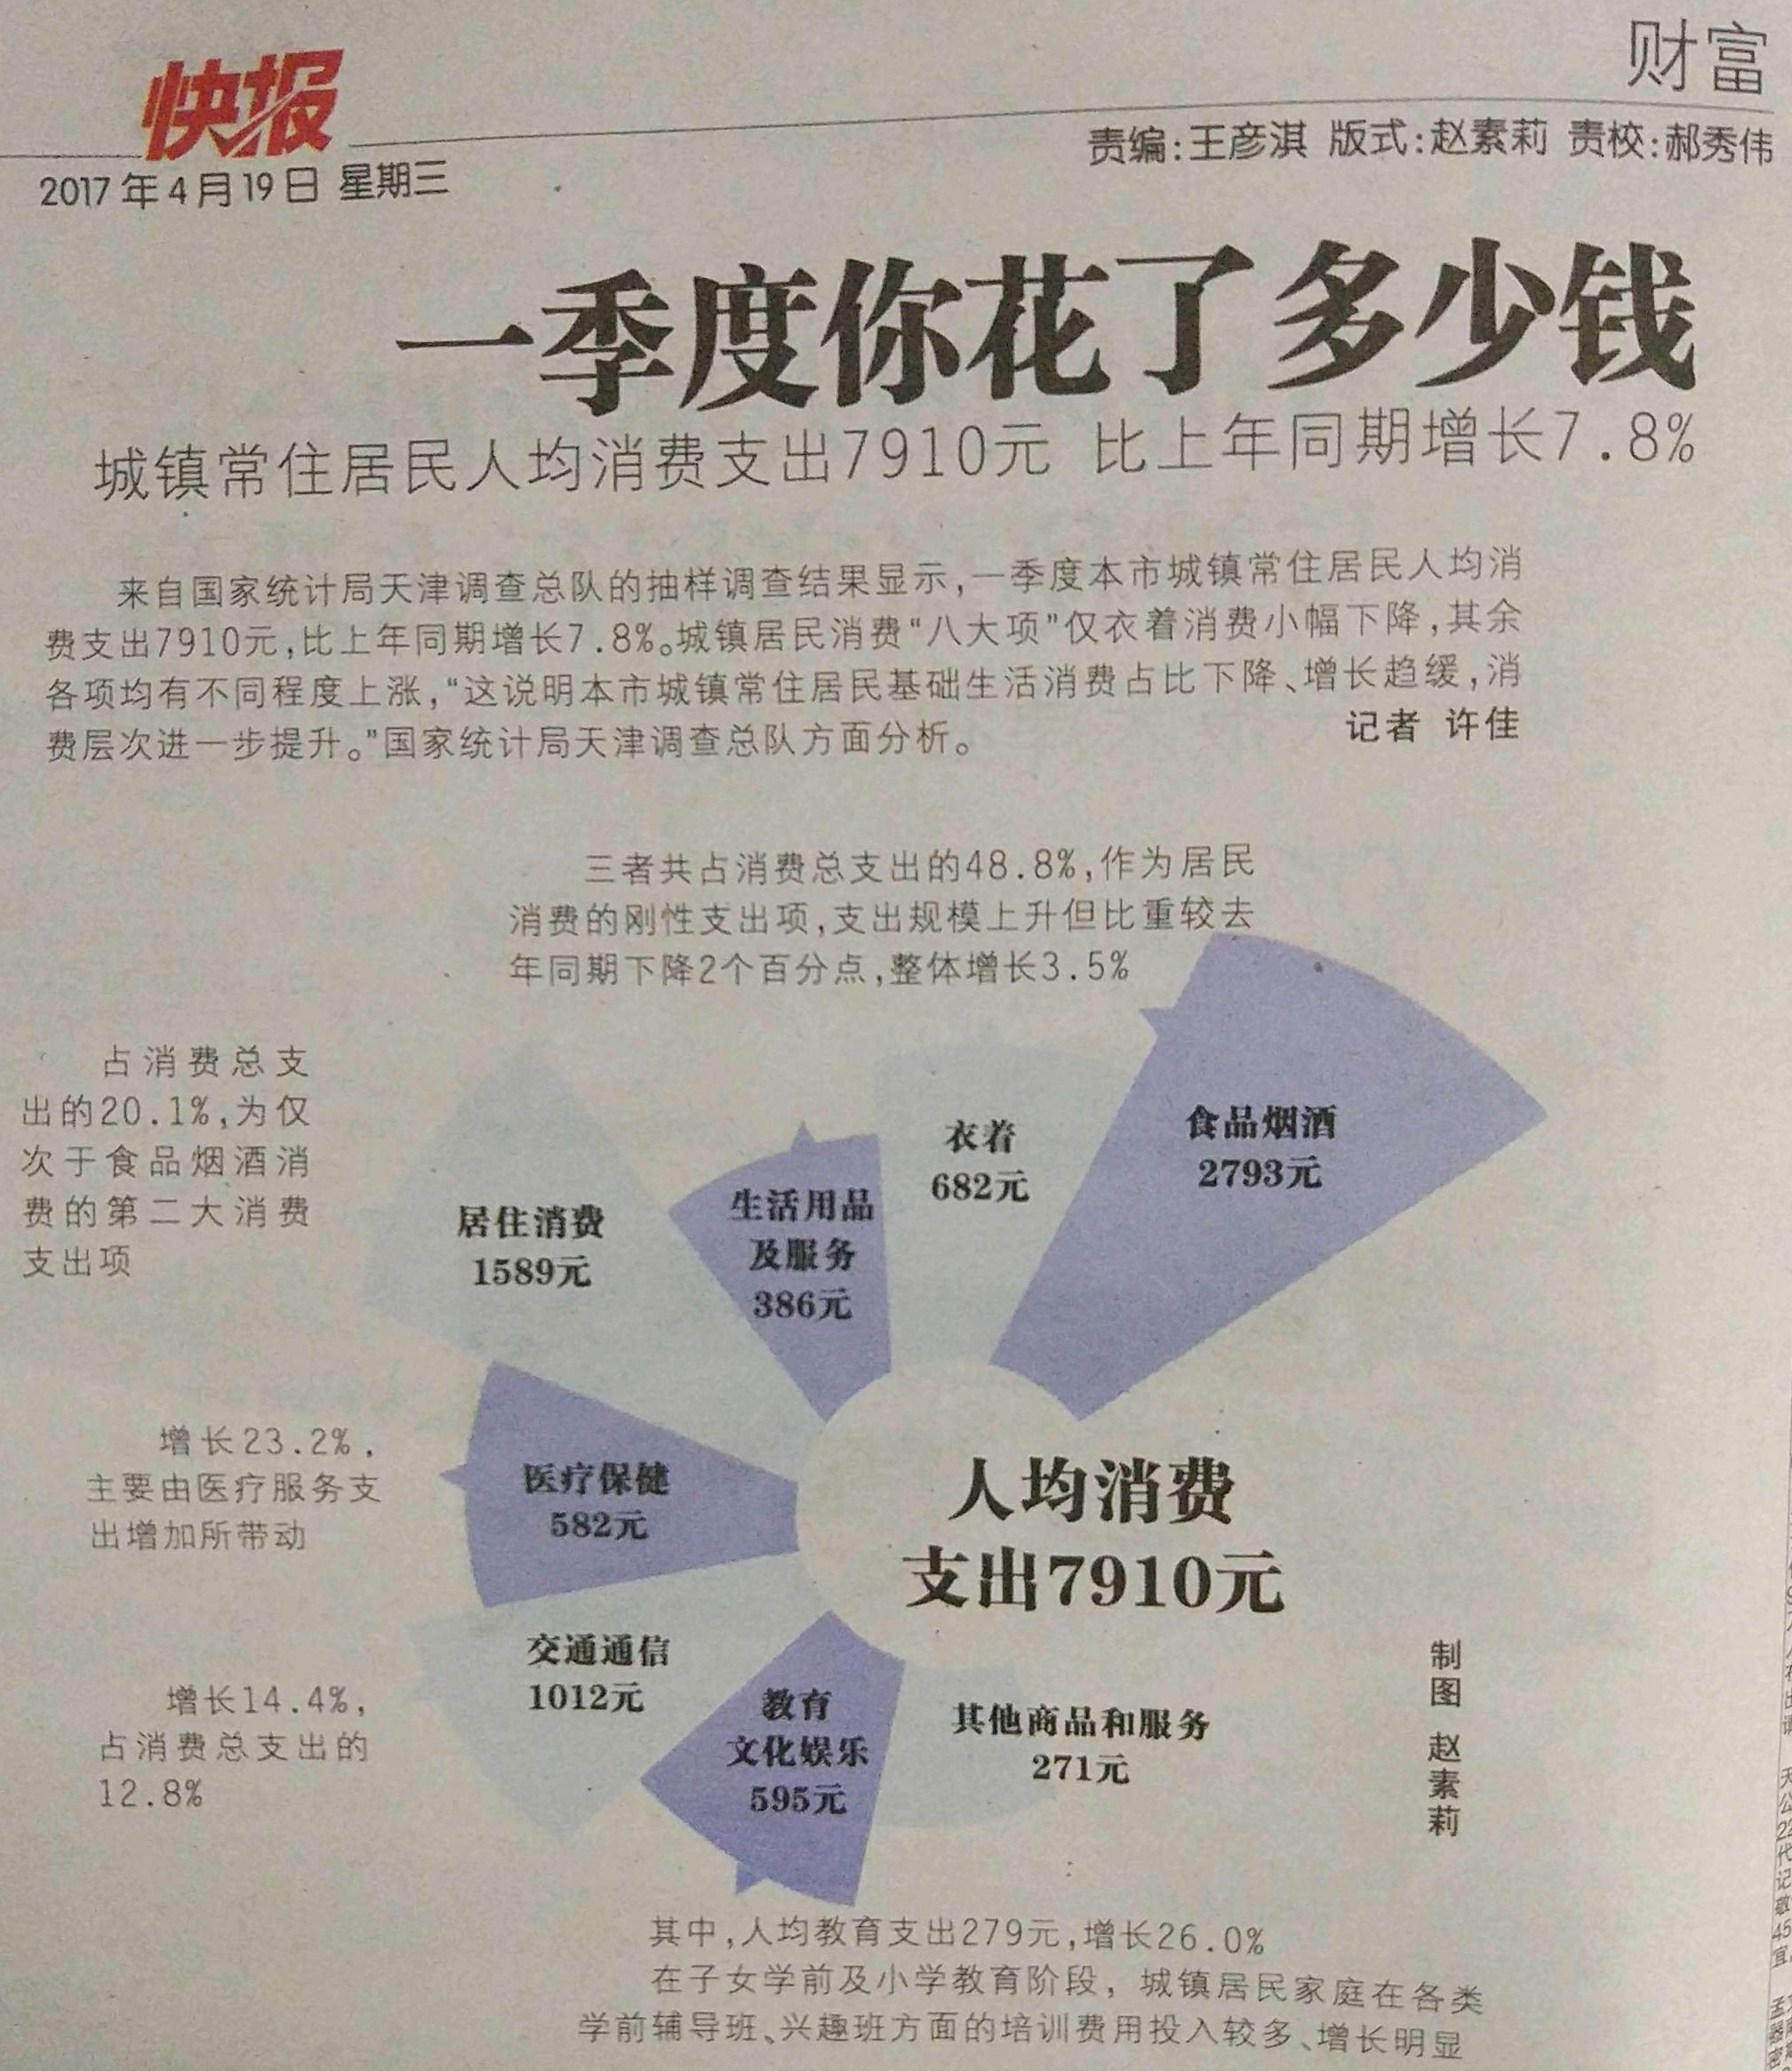 财富
快报
责编:王彦淇 版式:赵素莉 责校:郝秀伟
2017年4月19日 星期三
一季度你花了多少钱
城镇常住居民人均消费支出7910元 比上年同期增长7.8%
来自国家统计局天津调查总队的抽样调查结果显示,一季度本市城镇常住居民人均消
费支出7910元,比上年同期增长7.8%。城镇居民消费“八大项”仅衣着消费小幅下降,其余
各项均有不同程度上涨,“这说明本市城镇常住居民基础生活消费占比下降、增长趋缓,消
费层次进一步提升。”国家统计局天津调查总队方面分析。
记者 许佳
三者共占消费总支出的48.8%,作为居民
消费的刚性支出项,支出规模上升但比重较去
年同期下降2个百分点,整体增长3.5%
占消费总支
出的20.1%,为仅
次于食品烟酒消
费的第二大消费
支出项
食品烟酒
2793元
衣着
682元
生活用品
及服务
386元
居住消费
1589元
增长23.2%,
主要由医疗服务支
出增加所带动
医疗保健
582元
人均消费
支出7910元
交通通信
1012元
增长14.4%,
占消费总支出的
12.8%
教育
文化娱乐
595元
其他商品和服务
271元
制图 赵素莉
其中,人均教育支出279元,增长26.0%
在子女学前及小学教育阶段,城镇居民家庭在各类
学前辅导班、兴趣班方面的培训费用投入较多、增长明显